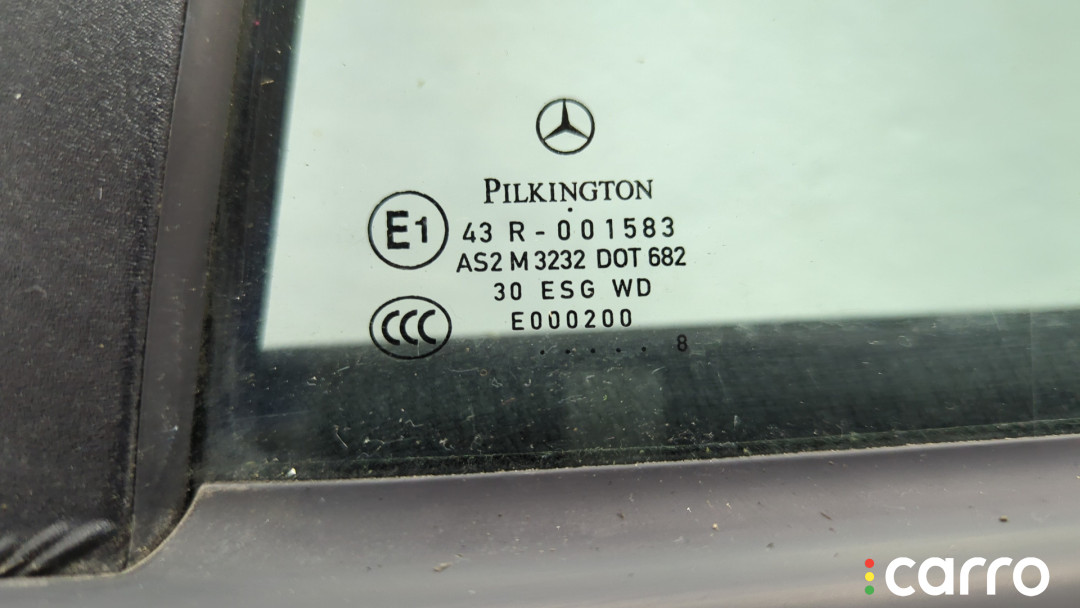 PILKINGTON
E1
43 R - 001583
AS2 M 3232 DOT 682
30 ESG WD
E000200
CCC
. . . . . 8
carro